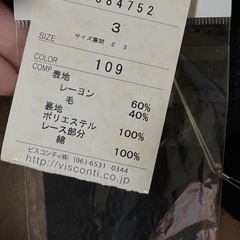 084752
3
SIZE サイズ展開 2 3
COLOR 109
COMP 表地
レーヨン 60%
毛 40%
裏地
ポリエステル 100%
レース部分
綿 100%
ビスコンティ(株) (06)-6531 0344
http://visconti.co.jp